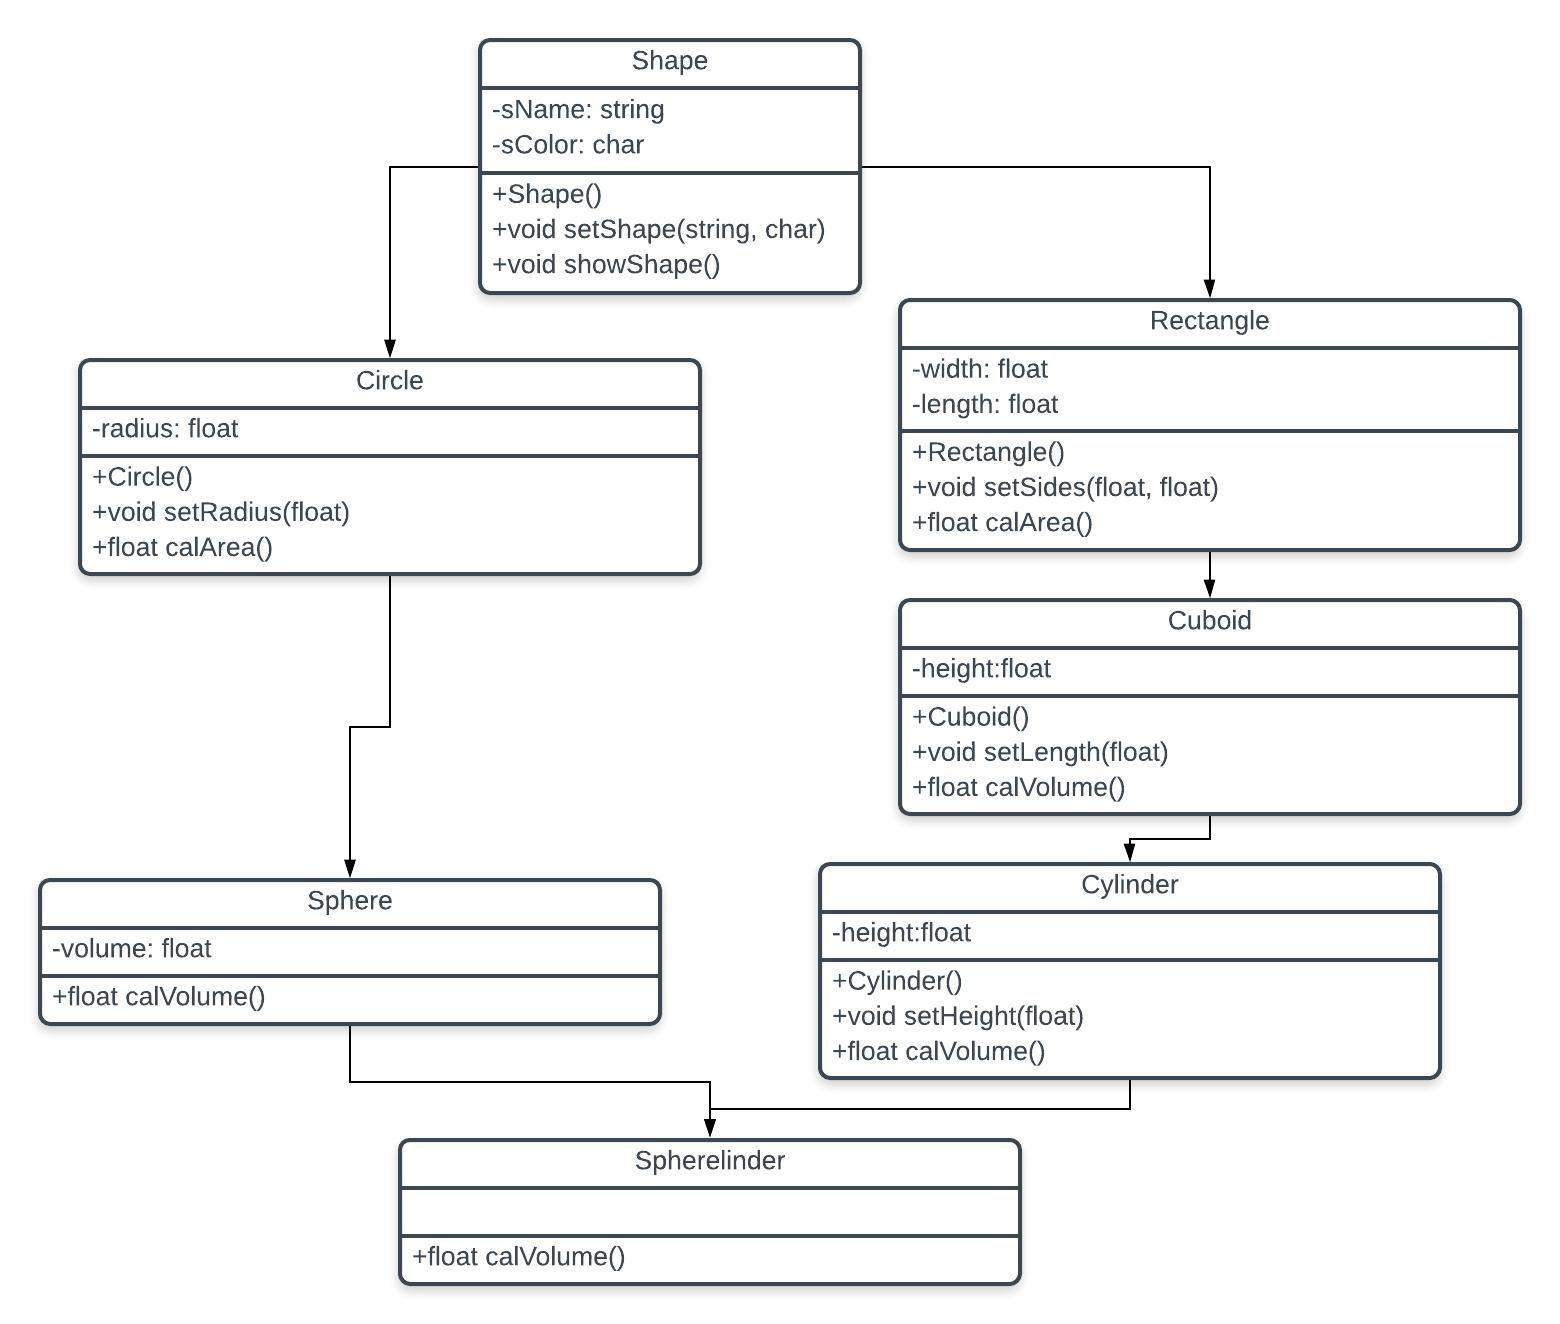 Shape
-sName: string
-sColor: char
+Shape()
+void setShape(string, char)
+void showShape()
Rectangle
-width: float
-length: float
+Rectangle()
+void setSides(float, float)
+float calArea()
Circle
-radius: float
+Circle()
+void setRadius(float)
+float calArea()
Cuboid
-height:float
+Cuboid()
+void setLength(float)
+float calVolume()
Sphere
-volume: float
+float calVolume()
Cylinder
-height:float
+Cylinder()
+void setHeight(float)
+float calVolume()
Spherelinder
+float calVolume()